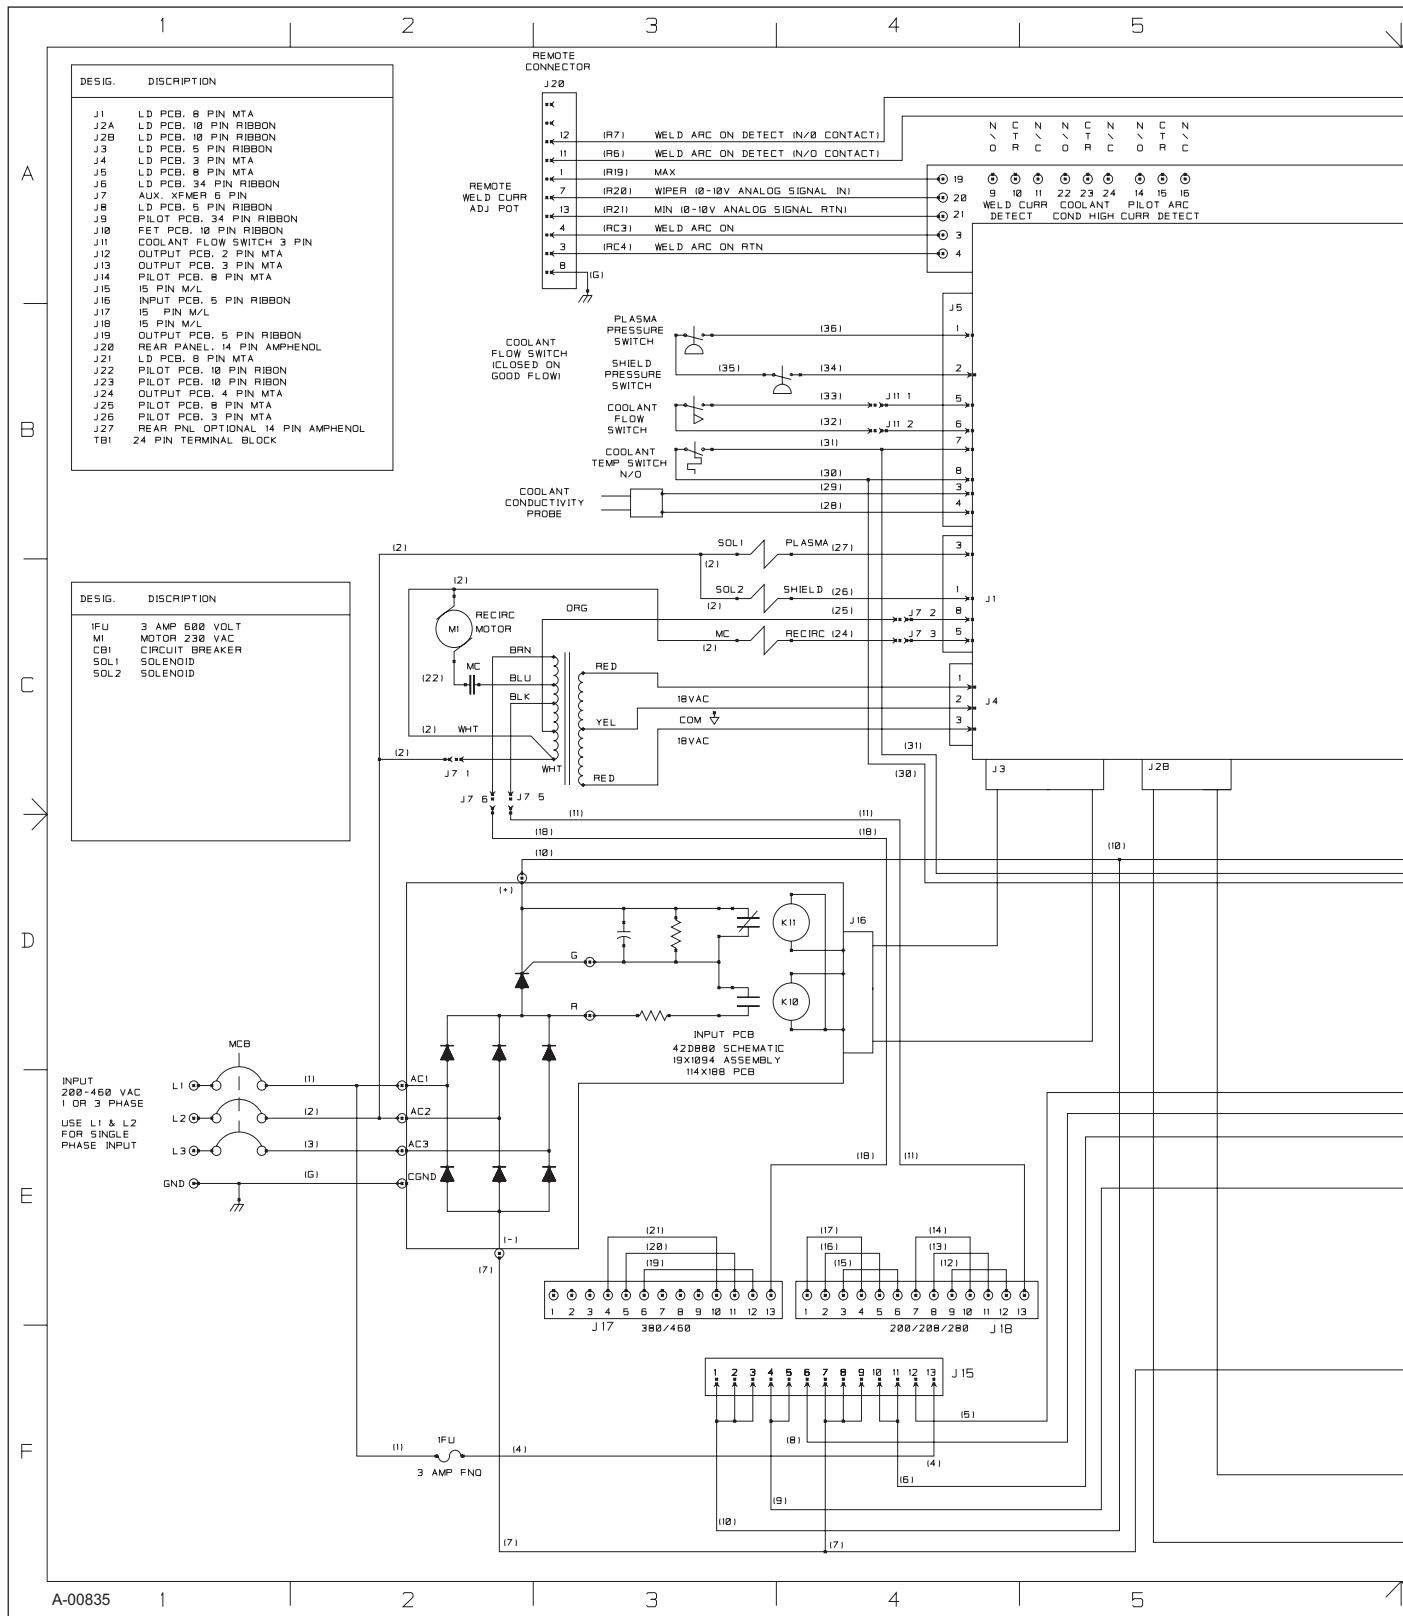 1 2 3 4 5
DESIG. DISCRIPTION
J1 LD PCB. 8 PIN MTA
J2A LD PCB. 10 PIN RIBBON
J2B LD PCB. 10 PIN RIBBON
J3 LD PCB. 5 PIN RIBBON
J4 LD PCB. 3 PIN MTA
J5 LD PCB. 8 PIN MTA
J6 LD PCB. 34 PIN RIBBON
J7 AUX. XFMER 6 PIN
J8 LD PCB. 5 PIN RIBBON
J9 PILOT PCB. 34 PIN RIBBON
J10 FET PCB. 10 PIN RIBBON
J11 COOLANT FLOW SWITCH 3 PIN
J12 OUTPUT PCB. 2 PIN MTA
J13 OUTPUT PCB. 3 PIN MTA
J14 PILOT PCB. 8 PIN MTA
J15 15 PIN M/L
J16 INPUT PCB. 5 PIN RIBBON
J17 15 PIN M/L
J18 15 PIN M/L
J19 OUTPUT PCB. 5 PIN RIBBON
J20 REAR PANEL. 14 PIN AMPHENOL
J21 LD PCB. 8 PIN MTA
J22 PILOT PCB. 10 PIN RIBON
J23 PILOT PCB. 10 PIN RIBON
J24 OUTPUT PCB. 4 PIN MTA
J25 PILOT PCB. 8 PIN MTA
J26 PILOT PCB. 3 PIN MTA
J27 REAR PNL OPTIONAL 14 PIN AMPHENOL
TB1 24 PIN TERMINAL BLOCK
A
B
C
D
E
F
REMOTE
CONNECTOR
J20
12 (R7) WELD ARC ON DETECT (N/0 CONTACT)
11 (R6) WELD ARC ON DETECT (N/O CONTACT)
1 (R19) MAX 19
7 (R20) WIPER (0-10V ANALOG SIGNAL IN) 20
13 (R21) MIN (0-10V ANALOG SIGNAL RTN) 21
4 (RC3) WELD ARC ON 3
3 (RC4) WELD ARC ON RTN 4
8 (G)
REMOTE
WELD CURR
ADJ POT
N/O CTR N/C N/O CTR N/C N/O CTR N/C
9 10 11 22 23 24 14 15 16
WELD CURR COOLANT PILOT ARC
DETECT COND HIGH CURR DETECT
J5
PLASMA
PRESSURE
SWITCH
(36) 1
COOLANT
FLOW SWITCH
(CLOSED ON
GOOD FLOW)
SHIELD
PRESSURE
SWITCH
(35) (34) 2
COOLANT
FLOW
SWITCH
(33) J11 1 5
(32) J11 2 6
(31) 7
COOLANT
TEMP SWITCH
N/O
(30) 8
(29) 3
(28) 4
COOLANT
CONDUCTIVITY
PROBE
(2) SOL1 PLASMA (27) 3
(2)
SOL2 SHIELD (26) 1 J1
(2)
(25) J7 2 8
MC RECIRC (24) J7 3 5
(2)
DESIG. DISCRIPTION
1FU 3 AMP 600 VOLT
M1 MOTOR 230 VAC
CB1 CIRCUIT BREAKER
SOL1 SOLENOID
SOL2 SOLENOID
(2)
ORG
M1
RECIRC
MOTOR
BRN
MC
(22)
BLU
BLK
RED
18VAC
1
YEL COM
2 J4
18VAC
3
(2) WHT
(2)
J7 1
WHT
RED
(31)
(30)
J3 J2B
J7 6 J7 5
(11) (11)
(18) (18)
(10) (10)
(+)
K11
J16
G
K10
R
INPUT PCB
42D880 SCHEMATIC
19X1094 ASSEMBLY
114X188 PCB
MCB
INPUT
200-460 VAC
1 OR 3 PHASE
USE L1 & L2
FOR SINGLE
PHASE INPUT
L1 (1) AC1
L2 (2) AC2
L3 (3) AC3
GND (G) CGND
(18) (11)
(-)
(7)
(21)
(20)
(19)
(17) (14)
(16) (13)
(15) (12)
1 2 3 4 5 6 7 8 9 10 11 12 13
J17 380/460
1 2 3 4 5 6 7 8 9 10 11 12 13
200/208/280 J18
1 2 3 4 5 6 7 8 9 10 11 12 13 J15
(5)
(8)
(1) 1FU (4)
3 AMP FNQ
(4)
(6)
(9)
(10)
(7) (7)
A-00835
1 2 3 4 5